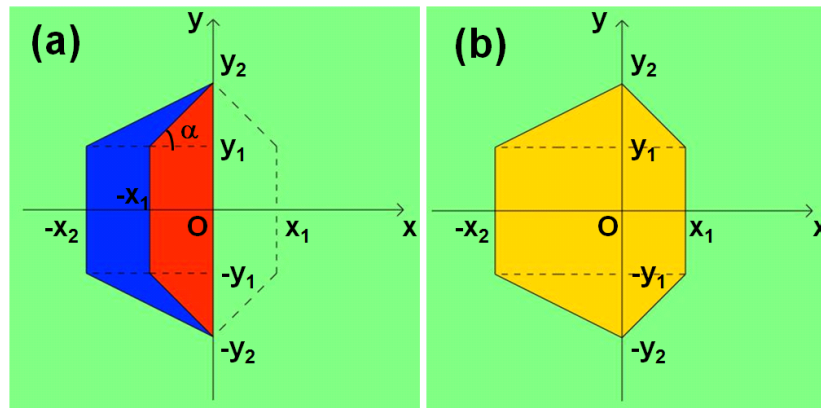 (a)
y
y₂
α
y₁
-x₁
-x₂
O
x₁
x
-y₁
-y₂
(b)
y
y₂
y₁
-x₂
O
x₁
x
-y₁
-y₂